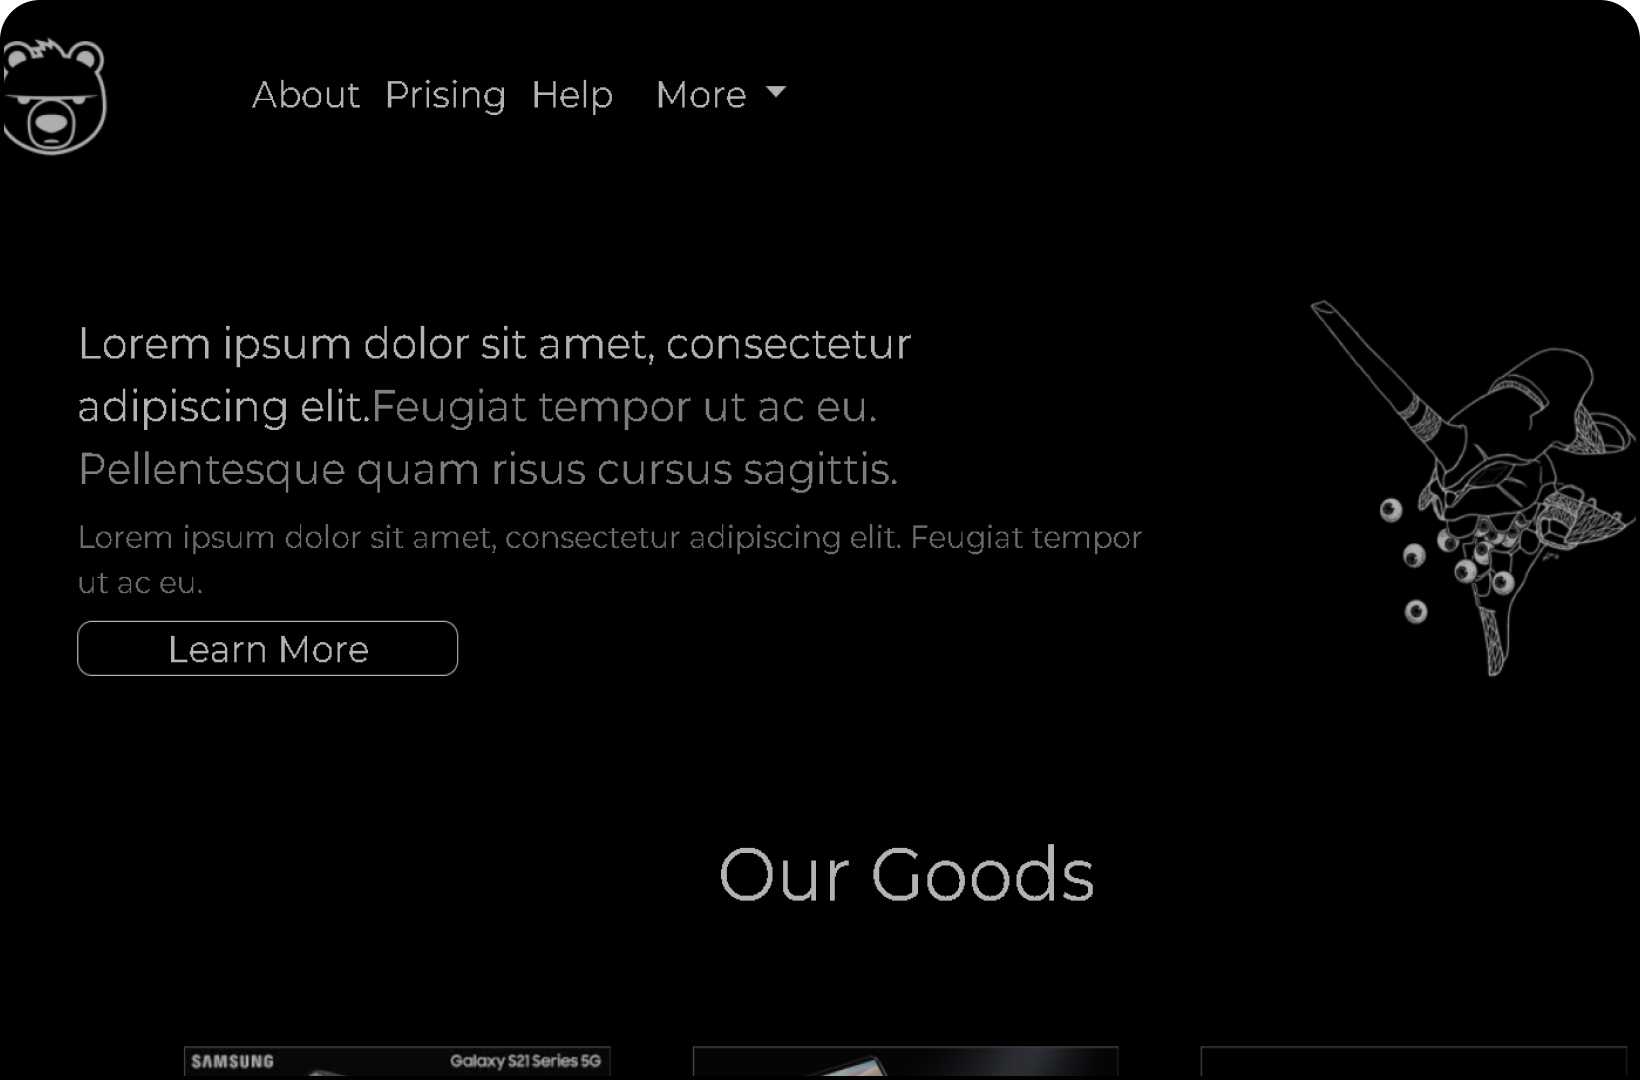 About Prising Help More
Lorem ipsum dolor sit amet, consectetur
adipiscing elit.Feugiat tempor ut ac eu.
Pellentesque quam risus cursus sagittis.
Lorem ipsum dolor sit amet, consectetur adipiscing elit. Feugiat tempor
ut ac eu.
Learn More
Our Goods
SAMSUNG Galaxy S21 Series 5G